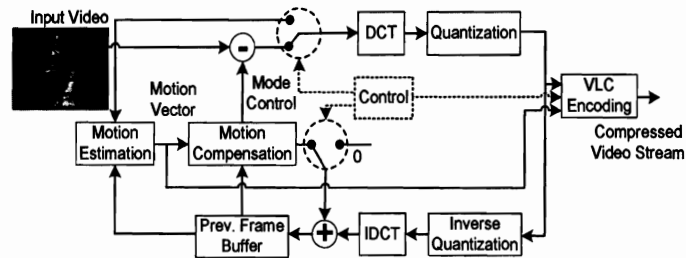 Input Video
-
DCT
Quantization
Motion
Vector
Mode
Control
Control
VLC
Encoding
Compressed
Video Stream
Motion
Estimation
Motion
Compensation
0
Prev. Frame
Buffer
+
IDCT
Inverse
Quantization